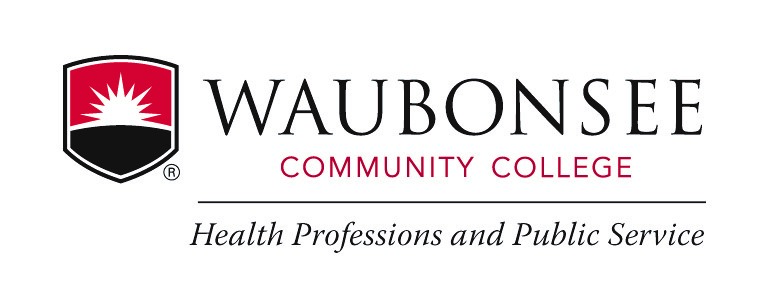 WAUBONSEE
COMMUNITY COLLEGE
®
Health Professions and Public Service